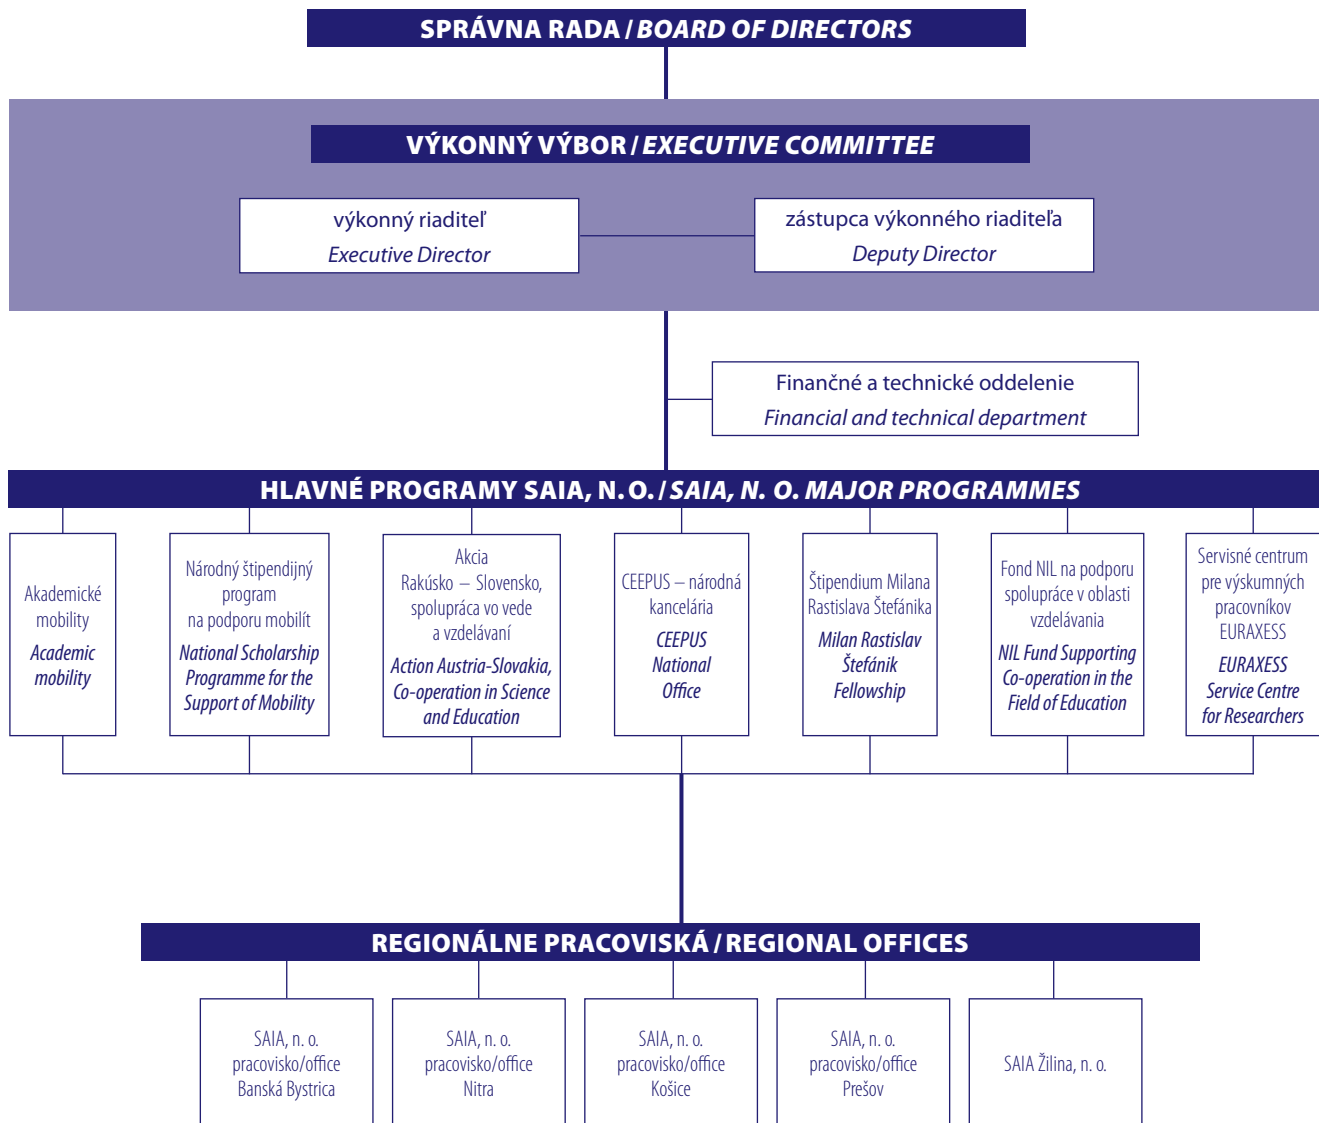 SPRÁVNA RADA / BOARD OF DIRECTORS
VÝKONNÝ VÝBOR / EXECUTIVE COMMITTEE
výkonný riaditeľ
Executive Director
zástupca výkonného riaditeľa
Deputy Director
Finančné a technické oddelenie
Financial and technical department
HLAVNÉ PROGRAMY SAIA, N. O. / SAIA, N. O. MAJOR PROGRAMMES
Akademické
mobility
Academic
mobility
Národný štipendijný
program
na podporu mobilít
National Scholarship
Programme for the
Support of Mobility
Akcia
Rakúsko – Slovensko,
spolupráca vo vede
a vzdelávaní
Action Austria-Slovakia,
Co-operation in Science
and Education
CEEPUS – národná
kancelária
CEEPUS
National
Office
Štipendium Milana
Rastislava Štefánika
Milan Rastislav
Štefánik
Fellowship
Fond NIL na podporu
spolupráce v oblasti
vzdelávania
NIL Fund Supporting
Co-operation in the
Field of Education
Servisné centrum
pre výskumných
pracovníkov
EURAXESS
EURAXESS
Service Centre
for Researchers
REGIONÁLNE PRACOVISKÁ / REGIONAL OFFICES
SAIA, n. o.
pracovisko/office
Banská Bystrica
SAIA, n. o.
pracovisko/office
Nitra
SAIA, n. o.
pracovisko/office
Košice
SAIA, n. o.
pracovisko/office
Prešov
SAIA Žilina, n. o.